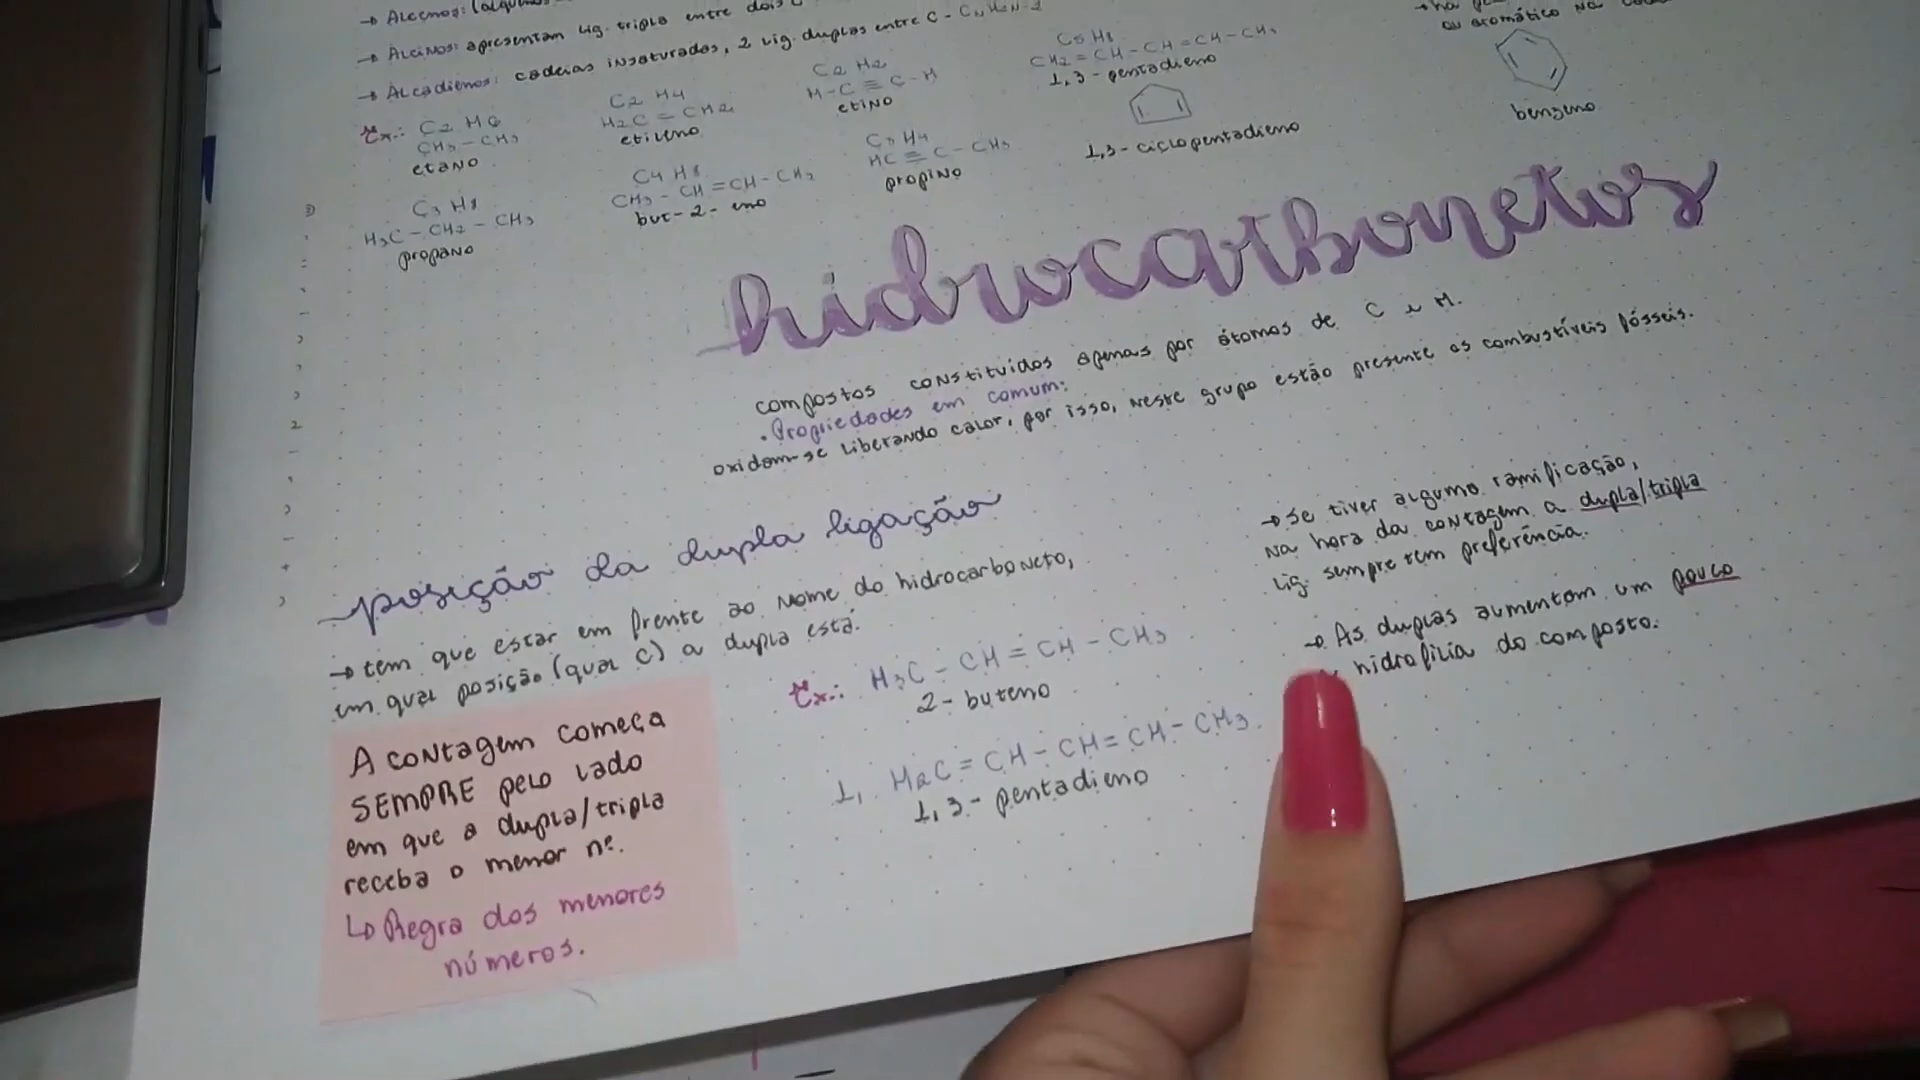 → Alcenos: (alquenos
→ Alcinos: apresentam lig. tripla entre dois C
→ Alcadienos: cadeias insaturadas, 2 lig. duplas entre C - CnH2n-2
ou aromático na
Ex.: C2 H6
CH3 - CH3
etano
C2 H4
H2C = CH2
etileno
C2 H2
H-C ≡ C-H
etino
C5 H8
CH2=CH-CH=CH-CH3
1,3-pentadieno
benzeno
C3 H8
H3C - CH2 - CH3
propano
C4 H8
CH3 - CH = CH - CH3
but-2-eno
C3 H4
HC ≡ C - CH3
propino
1,3-ciclopentadieno
hidrocarbonetos
compostos constituídos apenas por átomos de C e H.
• Propriedades em comum:
oxidam-se liberando calor, por isso, neste grupo estão presente os combustíveis fósseis.
posição da dupla ligação
→ tem que estar em frente ao nome do hidrocarboneto,
em qual posição (qual C) a dupla está.
A contagem começa
SEMPRE pelo lado
em que a dupla/tripla
receba o menor nº.
↳ Regra dos menores
números.
Ex.: H3C - CH = CH - CH3
2-buteno
1, H2C = CH - CH = CH - CH3
1,3-pentadieno
→ se tiver alguma ramificação,
na hora da contagem a dupla/tripla
lig. sempre tem preferência.
→ As duplas aumentam um pouco
hidrofilia do composto.